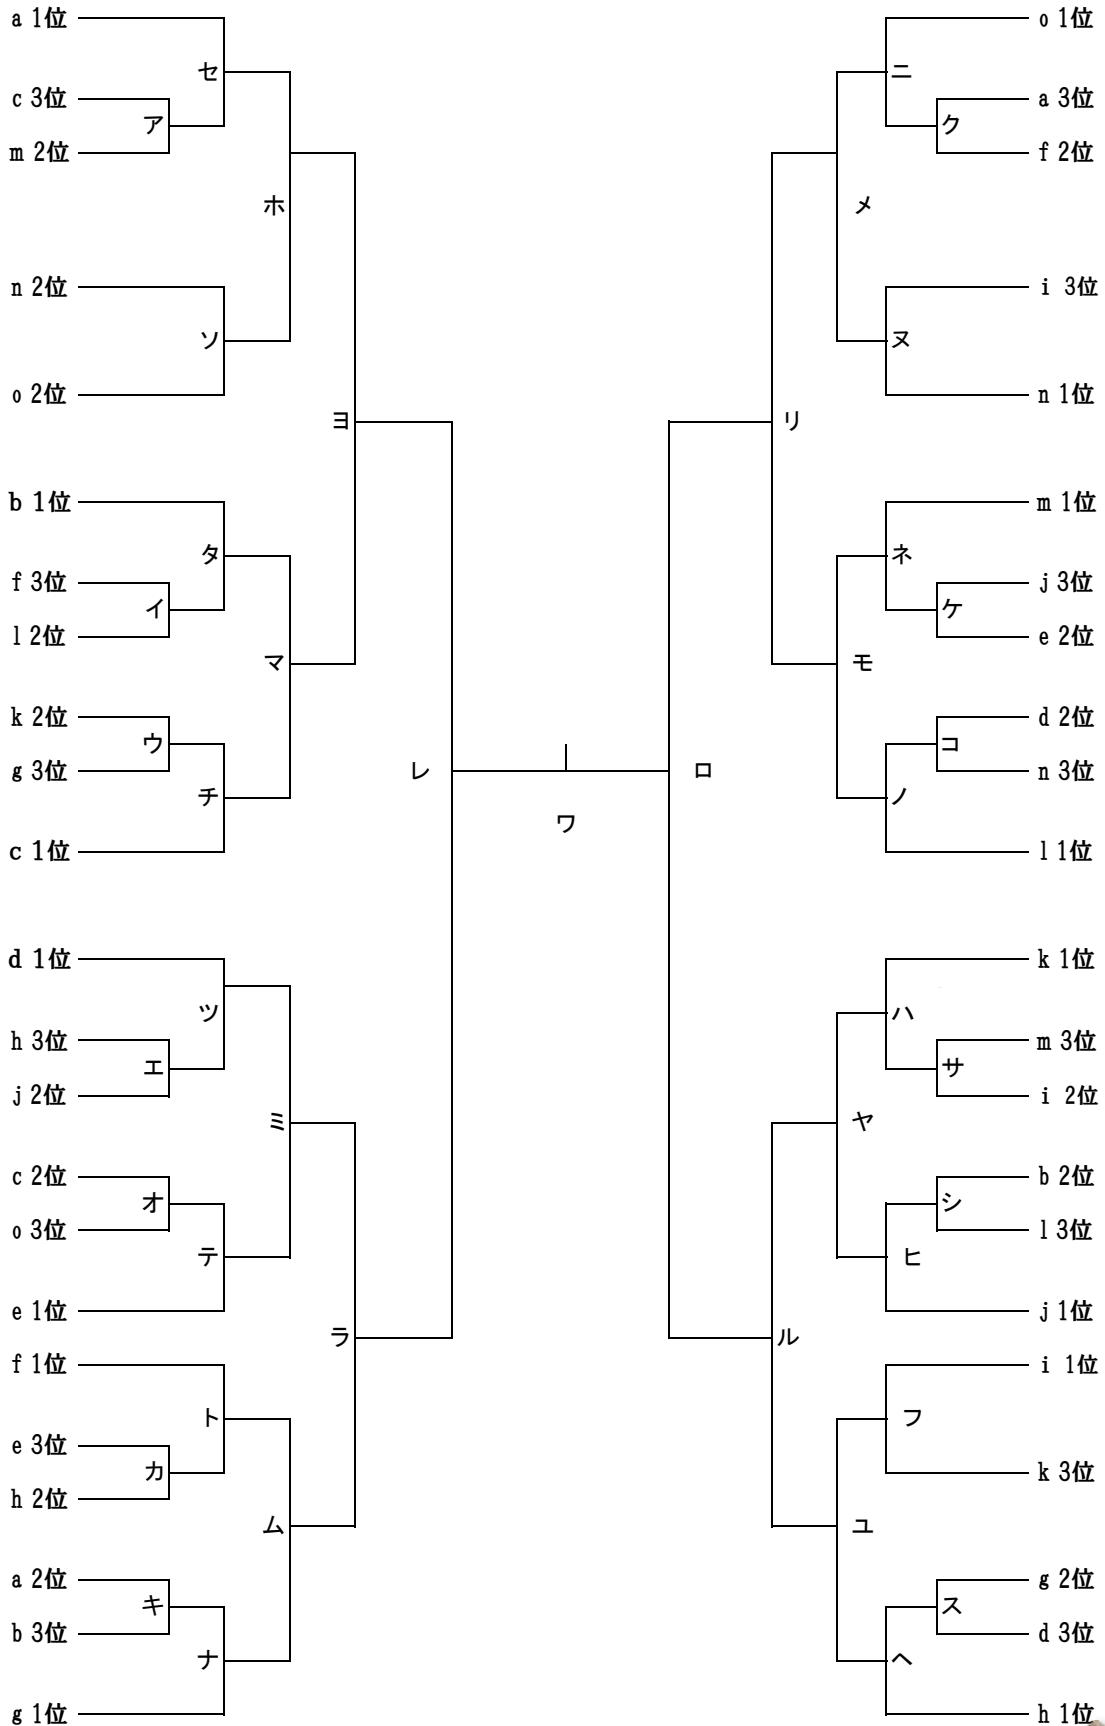 a 1位
セ
c 3位
ア
m 2位
ホ
n 2位
ソ
o 2位
ヨ
b 1位
タ
f 3位
イ
l 2位
マ
k 2位
ウ
g 3位
チ
c 1位
レ
d 1位
ツ
h 3位
エ
j 2位
ミ
c 2位
オ
o 3位
テ
e 1位
ラ
f 1位
ト
e 3位
カ
h 2位
ム
a 2位
キ
b 3位
ナ
g 1位
ワ
o 1位
ニ
a 3位
ク
f 2位
メ
i 3位
ヌ
n 1位
リ
m 1位
ネ
j 3位
ケ
e 2位
モ
d 2位
コ
n 3位
ノ
l 1位
ロ
k 1位
ハ
m 3位
サ
i 2位
ヤ
b 2位
シ
l 3位
ヒ
j 1位
ル
i 1位
フ
k 3位
ユ
g 2位
ス
d 3位
ヘ
h 1位